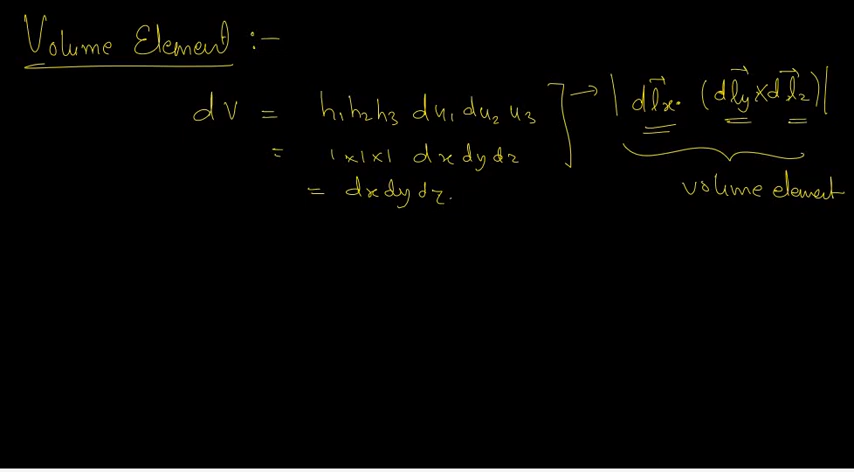 Volume Element :-
dV = h₁h₂h₃ du₁ du₂ u₃ ] → | dl⃗x · (dl⃗y × dl⃗z) |
= 1×1×1 dx dy dz
= dx dy dz. volume element